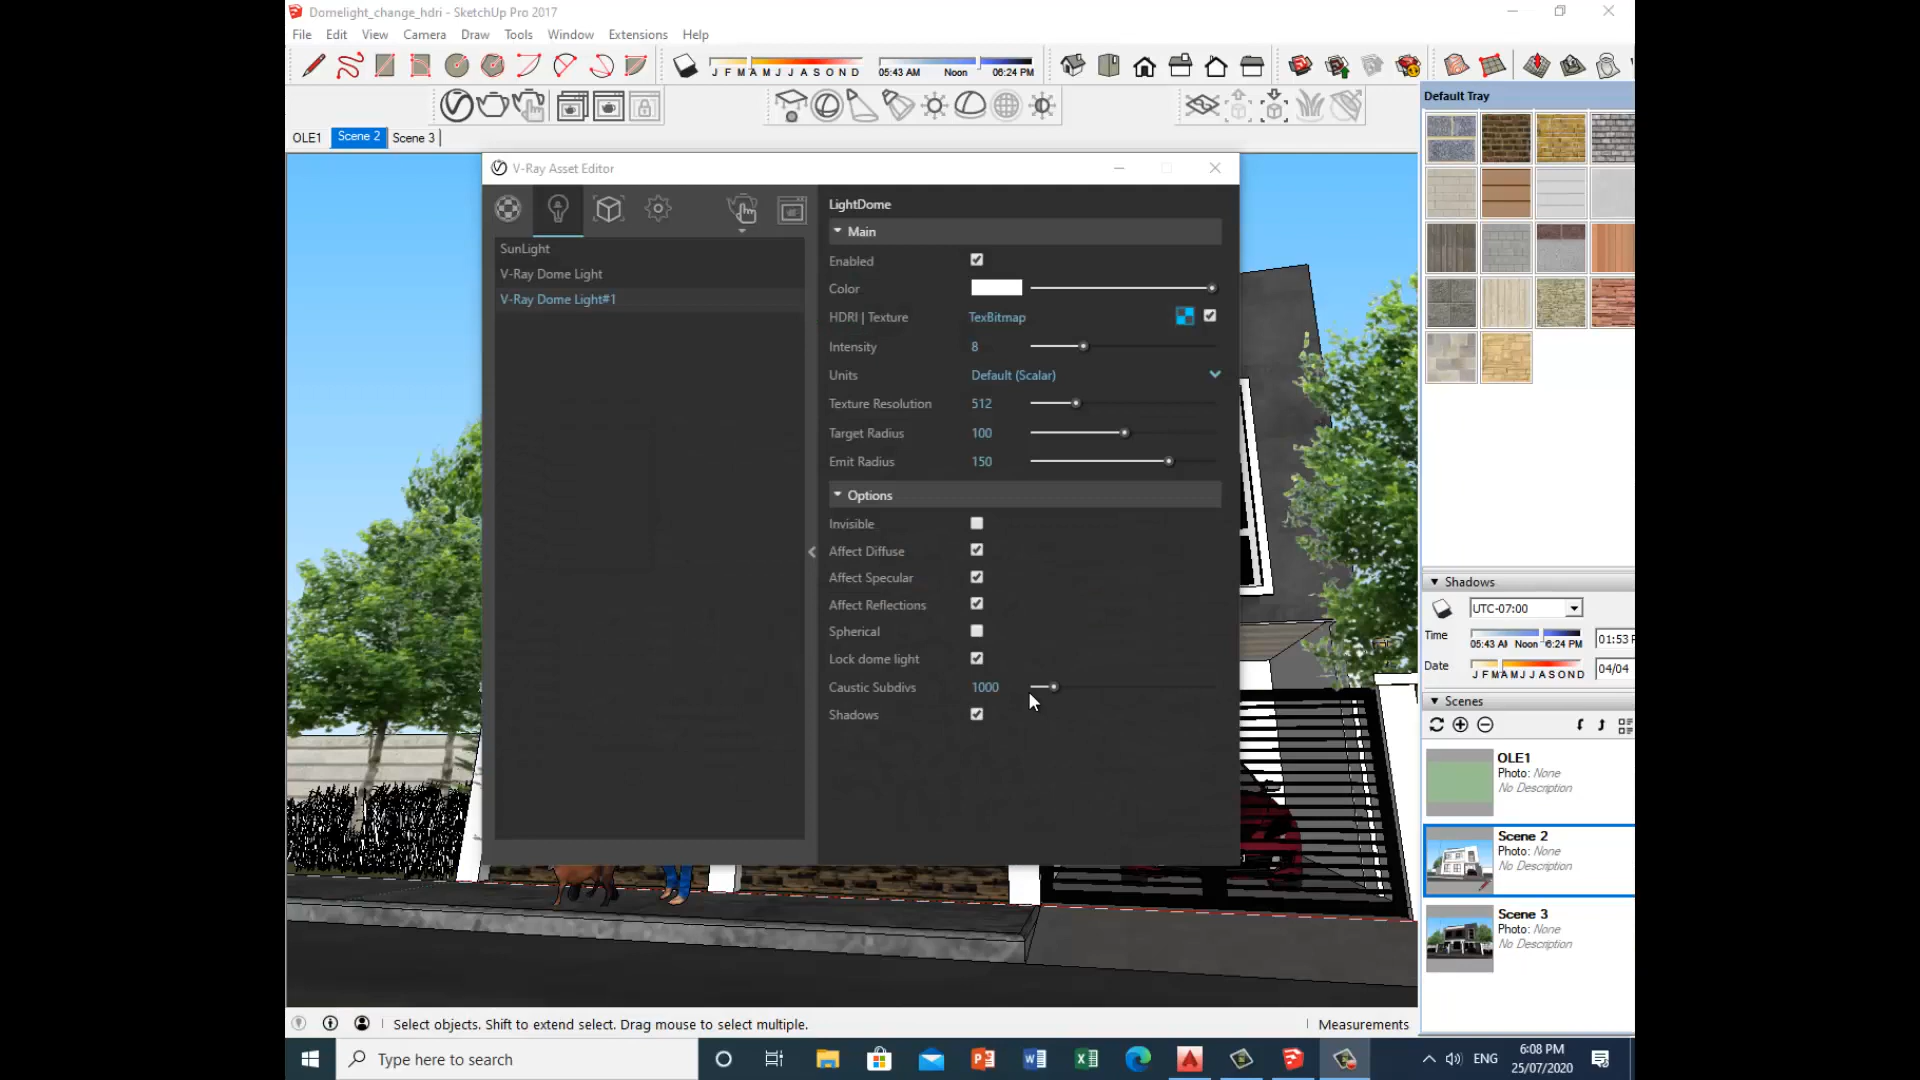 Domelight_change_hdri - SketchUp Pro 2017
File Edit View Camera Draw Tools Window Extensions Help
J F M A M J J A S O N D 05:43 AM Noon 06:24 PM
OLE1 Scene 2 Scene 3
Default Tray
V-Ray Asset Editor
SunLight
V-Ray Dome Light
V-Ray Dome Light#1
LightDome
Main
Enabled
Color
HDRI | Texture TexBitmap
Intensity 8
Units Default (Scalar)
Texture Resolution 512
Target Radius 100
Emit Radius 150
Options
Invisible
Affect Diffuse
Affect Specular
Affect Reflections
Spherical
Lock dome light
Caustic Subdivs 1000
Shadows
Shadows
UTC-07:00
Time 05:43 AM Noon 6:24 PM 01:53
Date J F M A M J J A S O N D 04/04
Scenes
OLE1
Photo: None
No Description
Scene 2
Photo: None
No Description
Scene 3
Photo: None
No Description
Select objects. Shift to extend select. Drag mouse to select multiple.
Measurements
Type here to search
ENG
6:08 PM
25/07/2020